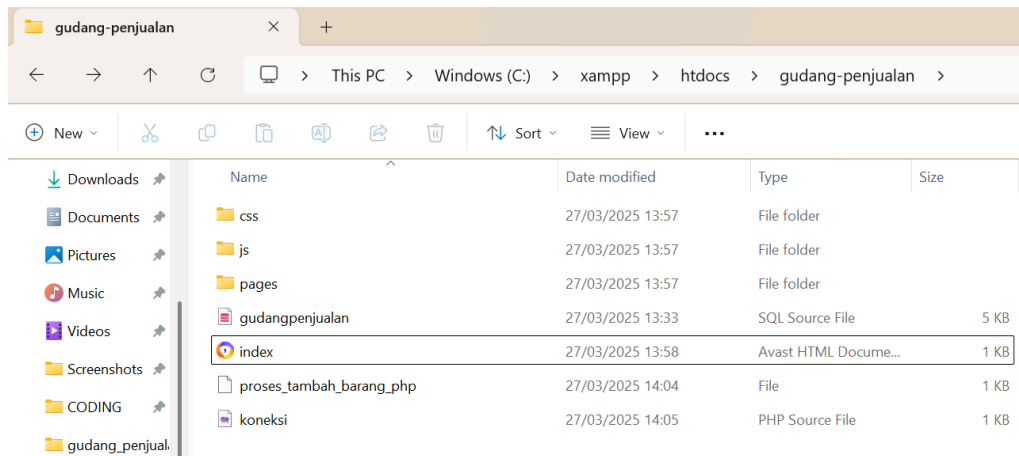 gudang-penjualan
This PC > Windows (C:) > xampp > htdocs > gudang-penjualan >
New Sort View
Name Date modified Type Size
Downloads
Documents
Pictures
Music
Videos
Screenshots
CODING
gudang_penjual
css 27/03/2025 13:57 File folder
js 27/03/2025 13:57 File folder
pages 27/03/2025 13:57 File folder
gudangpenjualan 27/03/2025 13:33 SQL Source File 5 KB
index 27/03/2025 13:58 Avast HTML Docume... 1 KB
proses_tambah_barang_php 27/03/2025 14:04 File 1 KB
koneksi 27/03/2025 14:05 PHP Source File 1 KB